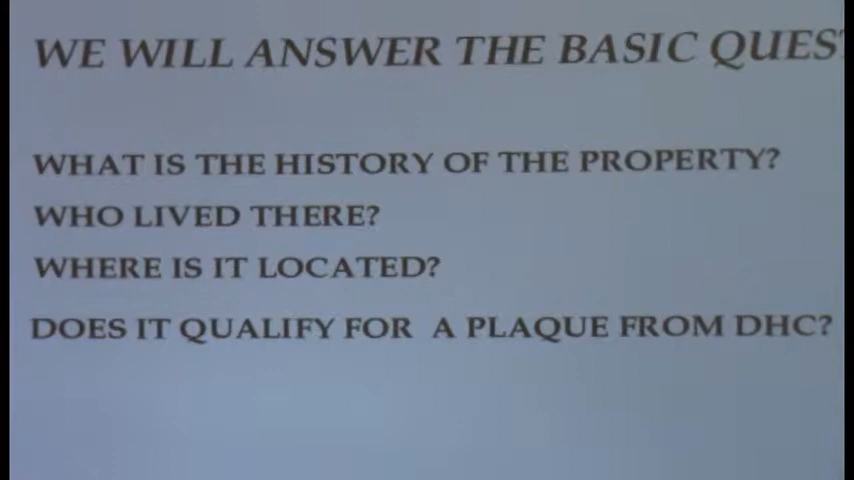 WE WILL ANSWER THE BASIC
WHAT IS THE HISTORY OF THE PROPERTY?
WHO LIVED THERE?
WHERE IS IT LOCATED?
DOES IT QUALIFY FOR A PLAQUE FROM DHC?